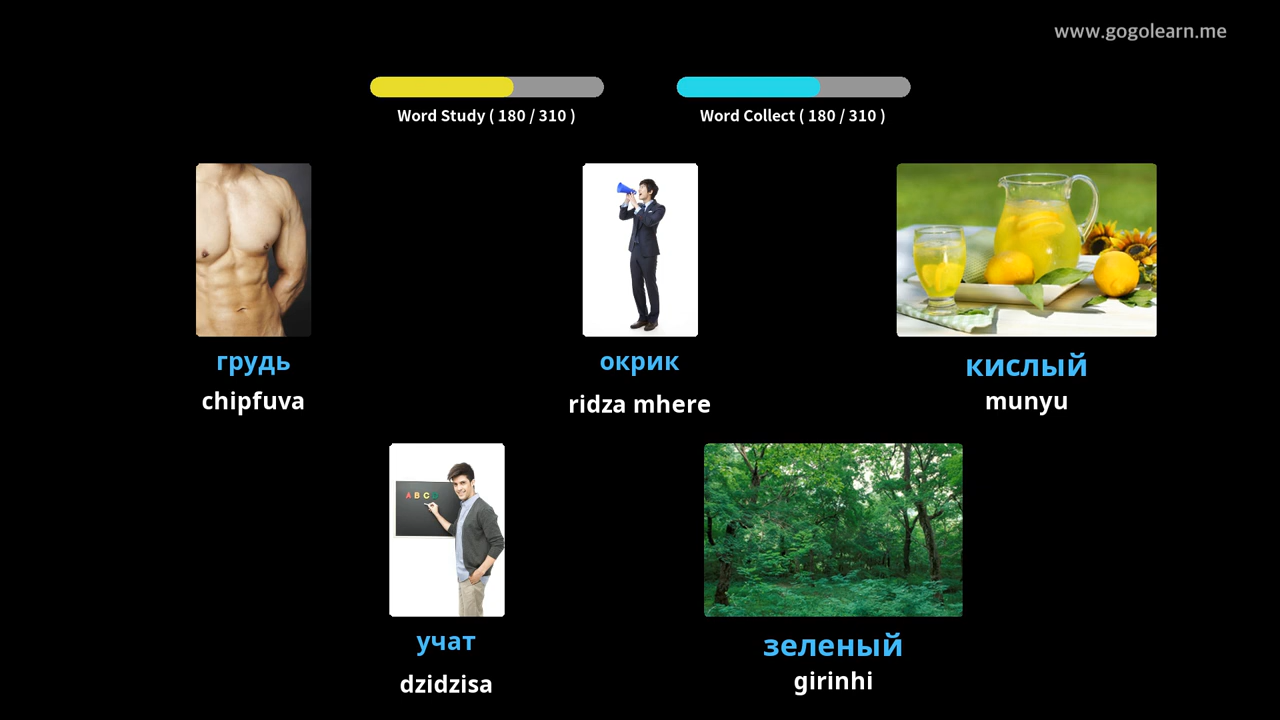 www.gogolearn.me
Word Study ( 180 / 310 )
Word Collect ( 180 / 310 )
грудь
chipfuva
окрик
ridza mhere
кислый
munyu
A B C D
учат
dzidzisa
зеленый
girinhi